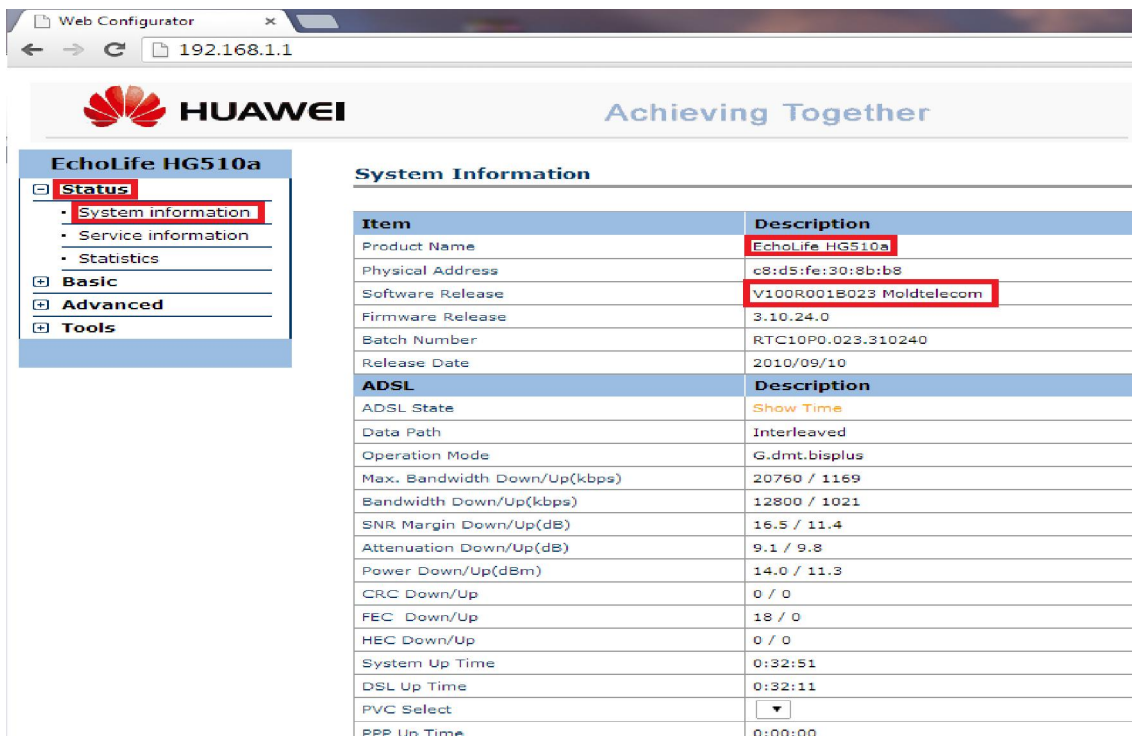 Web Configurator
192.168.1.1
HUAWEI
Achieving Together
EchoLife HG510a
Status
System information
Service information
Statistics
Basic
Advanced
Tools
System Information
Item Description
Product Name EchoLife HG510a
Physical Address c8:d5:fe:30:8b:b8
Software Release V100R001B023 Moldtelecom
Firmware Release 3.10.24.0
Batch Number RTC10P0.023.310240
Release Date 2010/09/10
ADSL Description
ADSL State Show Time
Data Path Interleaved
Operation Mode G.dmt.bisplus
Max. Bandwidth Down/Up(kbps) 20760 / 1169
Bandwidth Down/Up(kbps) 12800 / 1021
SNR Margin Down/Up(dB) 16.5 / 11.4
Attenuation Down/Up(dB) 9.1 / 9.8
Power Down/Up(dBm) 14.0 / 11.3
CRC Down/Up 0 / 0
FEC Down/Up 18 / 0
HEC Down/Up 0 / 0
System Up Time 0:32:51
DSL Up Time 0:32:11
PVC Select
PPP Up Time 0:00:00